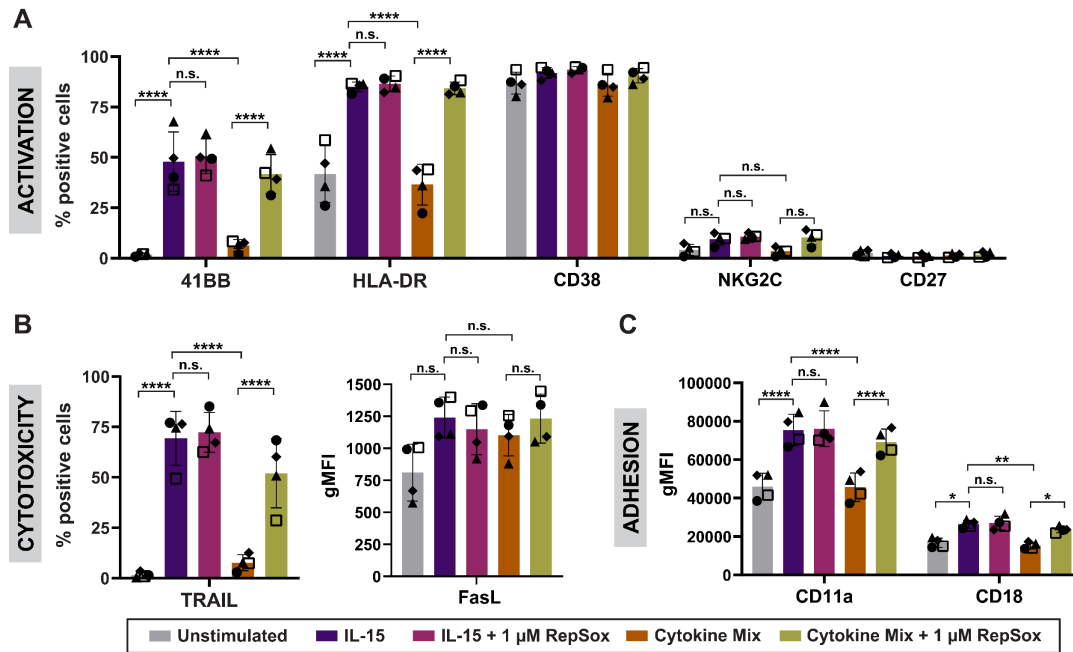 A
ACTIVATION
% positive cells
100
75
50
25
0
****
n.s.
****
****
****
n.s.
****
****
n.s.
n.s.
n.s.
n.s.
41BB
HLA-DR
CD38
NKG2C
CD27
B
CYTOTOXICITY
% positive cells
100
75
50
25
0
****
n.s.
****
****
TRAIL
gMFI
1500
1250
1000
750
500
250
0
n.s.
n.s.
n.s.
n.s.
FasL
C
ADHESION
gMFI
100000
80000
60000
40000
20000
0
****
n.s.
****
****
**
n.s.
*
*
CD11a
CD18
Unstimulated
IL-15
IL-15 + 1 µM RepSox
Cytokine Mix
Cytokine Mix + 1 µM RepSox